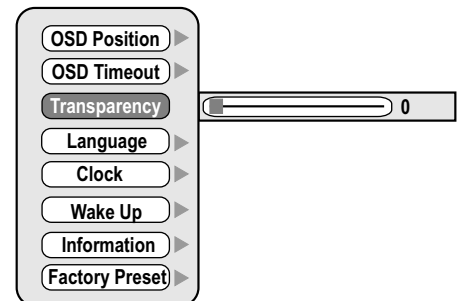 OSD Position
OSD Timeout
Transparency 0
Language
Clock
Wake Up
Information
Factory Preset